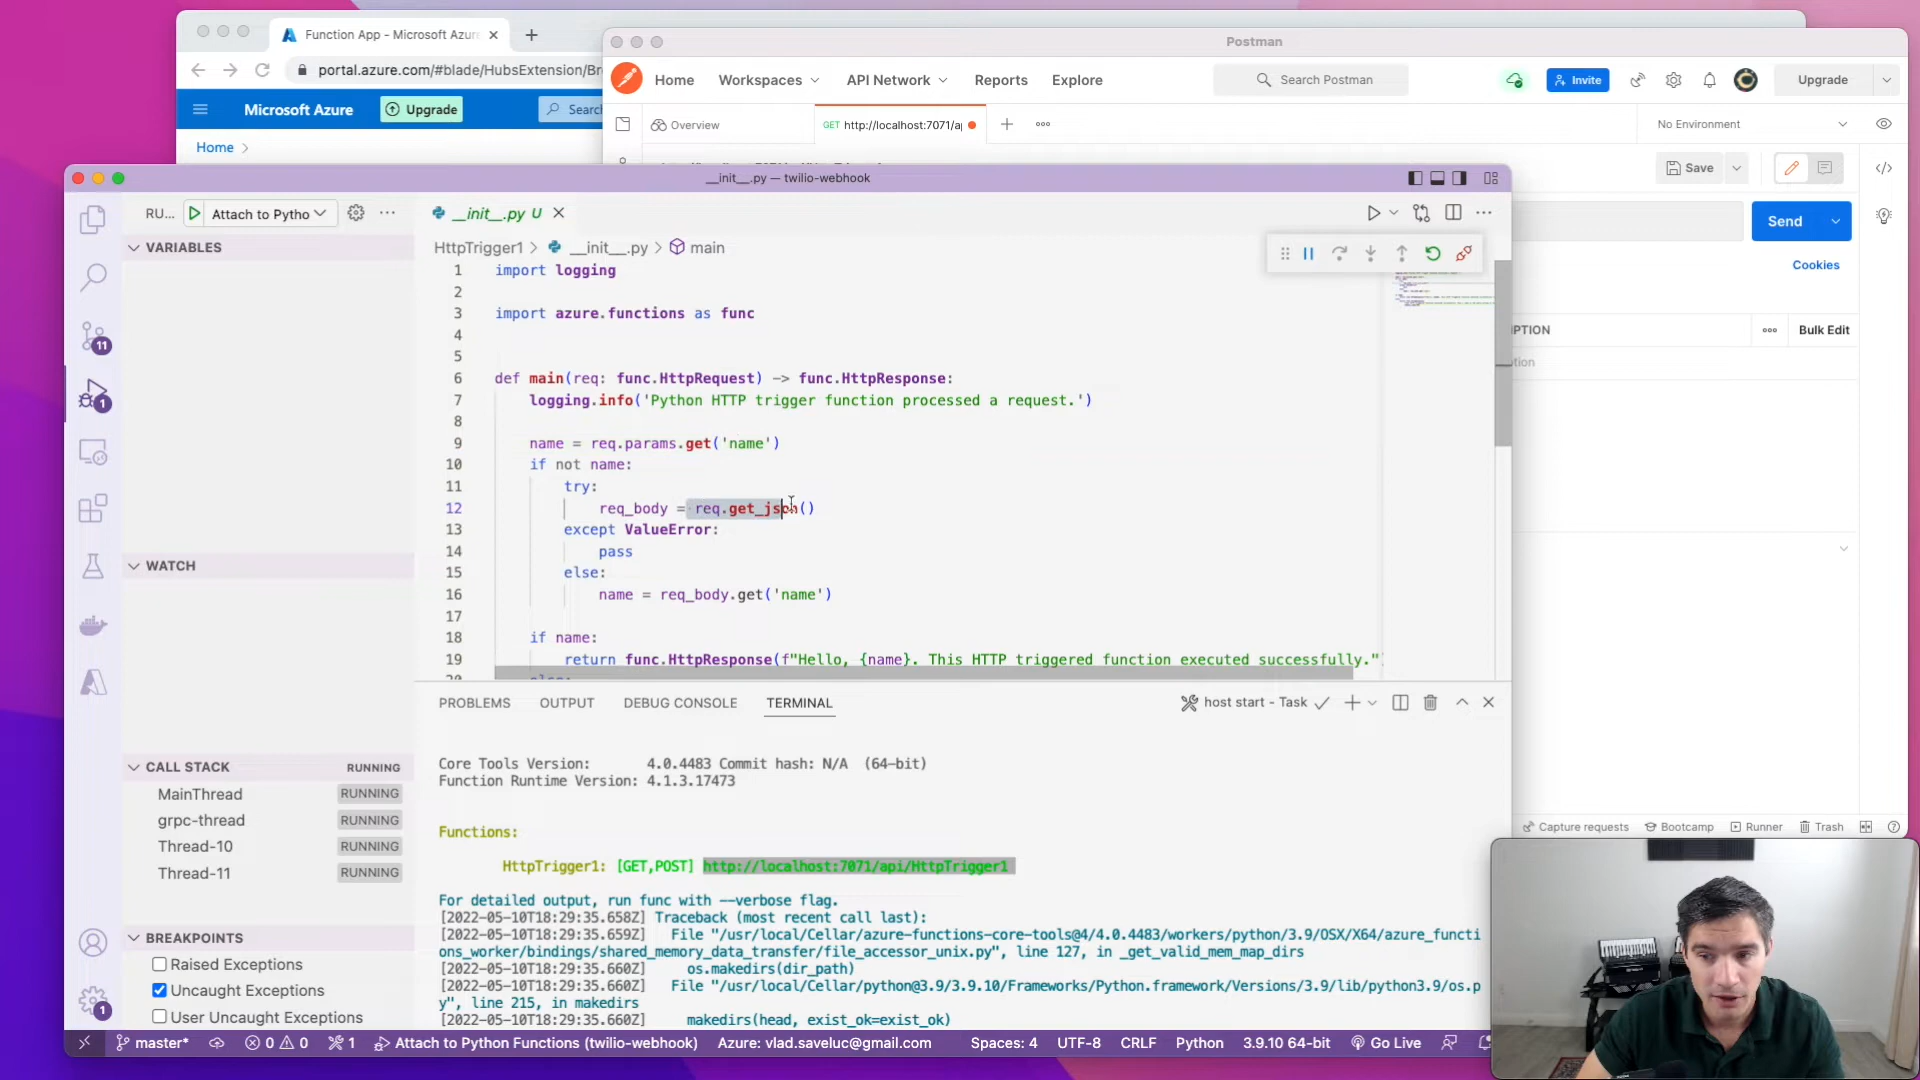 Function App - Microsoft Azur
portal.azure.com/#blade/HubsExtension/Br
Microsoft Azure
Upgrade
Searc
Home
Postman
Home
Workspaces
API Network
Reports
Explore
Search Postman
Invite
Upgrade
Overview
GET http://localhost:7071/a
No Environment
Save
Send
Cookies
IPTION
Bulk Edit
tion
Capture requests
Bootcamp
Runner
Trash
__init__.py — twilio-webhook
RU...
Attach to Pytho
__init__.py U
VARIABLES
HttpTrigger1 > __init__.py > main
1 import logging
2
3 import azure.functions as func
4
5
6 def main(req: func.HttpRequest) -> func.HttpResponse:
7 logging.info('Python HTTP trigger function processed a request.')
8
9 name = req.params.get('name')
10 if not name:
11 try:
12 req_body = req.get_json()
13 except ValueError:
14 pass
15 else:
16 name = req_body.get('name')
17
18 if name:
19 return func.HttpResponse(f"Hello, {name}. This HTTP triggered function executed successfully."
20 else:
WATCH
CALL STACK RUNNING
MainThread RUNNING
grpc-thread RUNNING
Thread-10 RUNNING
Thread-11 RUNNING
BREAKPOINTS
Raised Exceptions
Uncaught Exceptions
User Uncaught Exceptions
11
1
1
PROBLEMS OUTPUT DEBUG CONSOLE TERMINAL
host start - Task
Core Tools Version: 4.0.4483 Commit hash: N/A (64-bit)
Function Runtime Version: 4.1.3.17473
Functions:
HttpTrigger1: [GET,POST] http://localhost:7071/api/HttpTrigger1
For detailed output, run func with --verbose flag.
[2022-05-10T18:29:35.658Z] Traceback (most recent call last):
[2022-05-10T18:29:35.659Z] File "/usr/local/Cellar/azure-functions-core-tools@4/4.0.4483/workers/python/3.9/OSX/X64/azure_functi
ons_worker/bindings/shared_memory_data_transfer/file_accessor_unix.py", line 127, in _get_valid_mem_map_dirs
[2022-05-10T18:29:35.660Z] os.makedirs(dir_path)
[2022-05-10T18:29:35.660Z] File "/usr/local/Cellar/python@3.9/3.9.10/Frameworks/Python.framework/Versions/3.9/lib/python3.9/os.p
y", line 215, in makedirs
[2022-05-10T18:29:35.660Z] makedirs(head, exist_ok=exist_ok)
master* 0 0 1 Attach to Python Functions (twilio-webhook) Azure: vlad.saveluc@gmail.com Spaces: 4 UTF-8 CRLF Python 3.9.10 64-bit Go Live